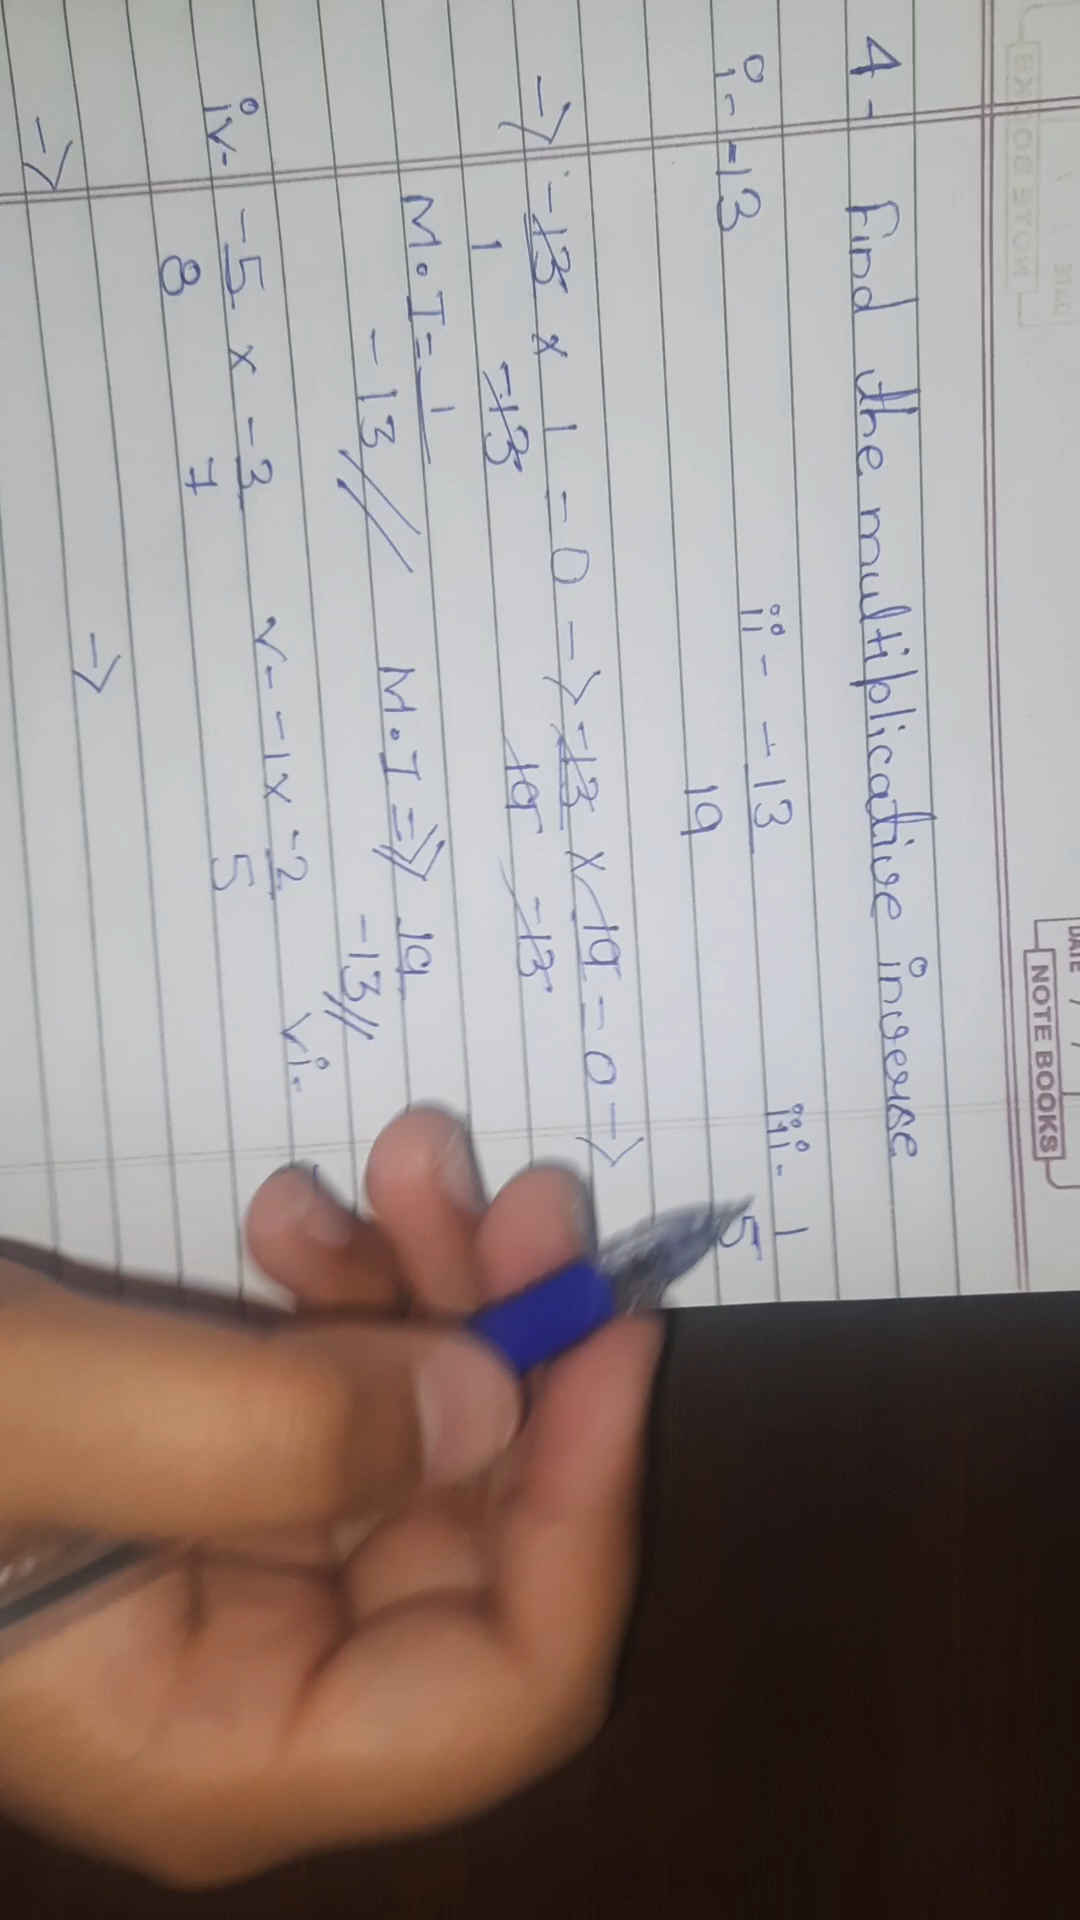 DATE / /
NOTE BOOKS
4- Find the multiplicative inverse
i- -13 ii- -13/19 iii- 1/5
→ -13/1 × 1/-13 = 0 → -13/19 × 19/-13 = 0 →
M.I = 1/-13 // M.I => 19/-13 //
iv- -5/8 × -3/7 v- -1 × -2/5 vi-
→ →